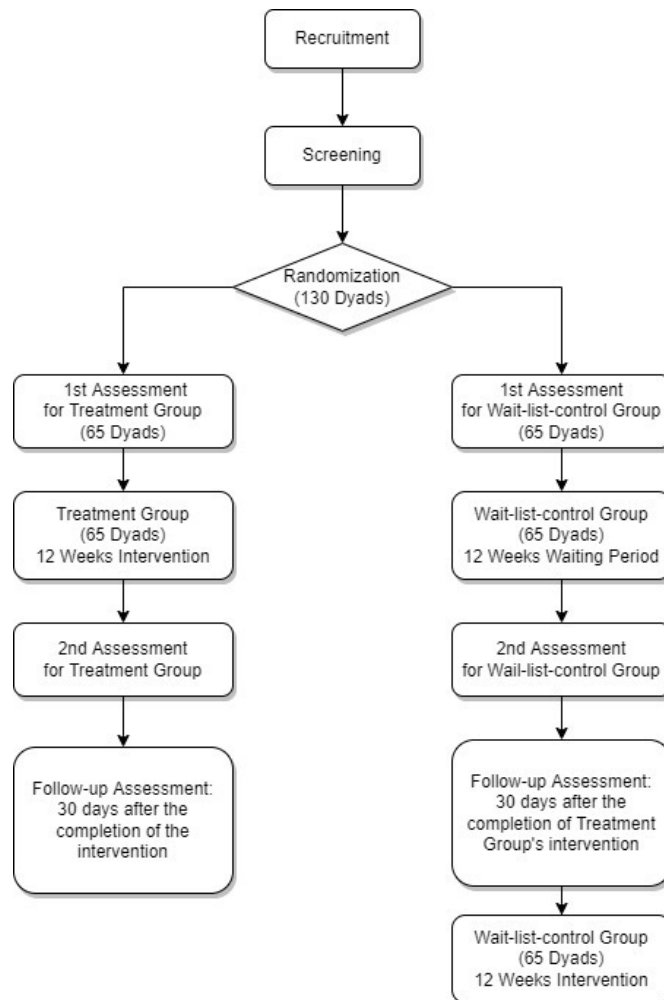 Recruitment
Screening
Randomization
(130 Dyads)
1st Assessment
for Treatment Group
(65 Dyads)
1st Assessment
for Wait-list-control Group
(65 Dyads)
Treatment Group
(65 Dyads)
12 Weeks Intervention
Wait-list-control Group
(65 Dyads)
12 Weeks Waiting Period
2nd Assessment
for Treatment Group
2nd Assessment
for Wail-list-control Group
Follow-up Assessment:
30 days after the
completion of the
intervention
Follow-up Assessment:
30 days after the
completion of Treatment
Group's intervention
Wait-list-control Group
(65 Dyads)
12 Weeks Intervention